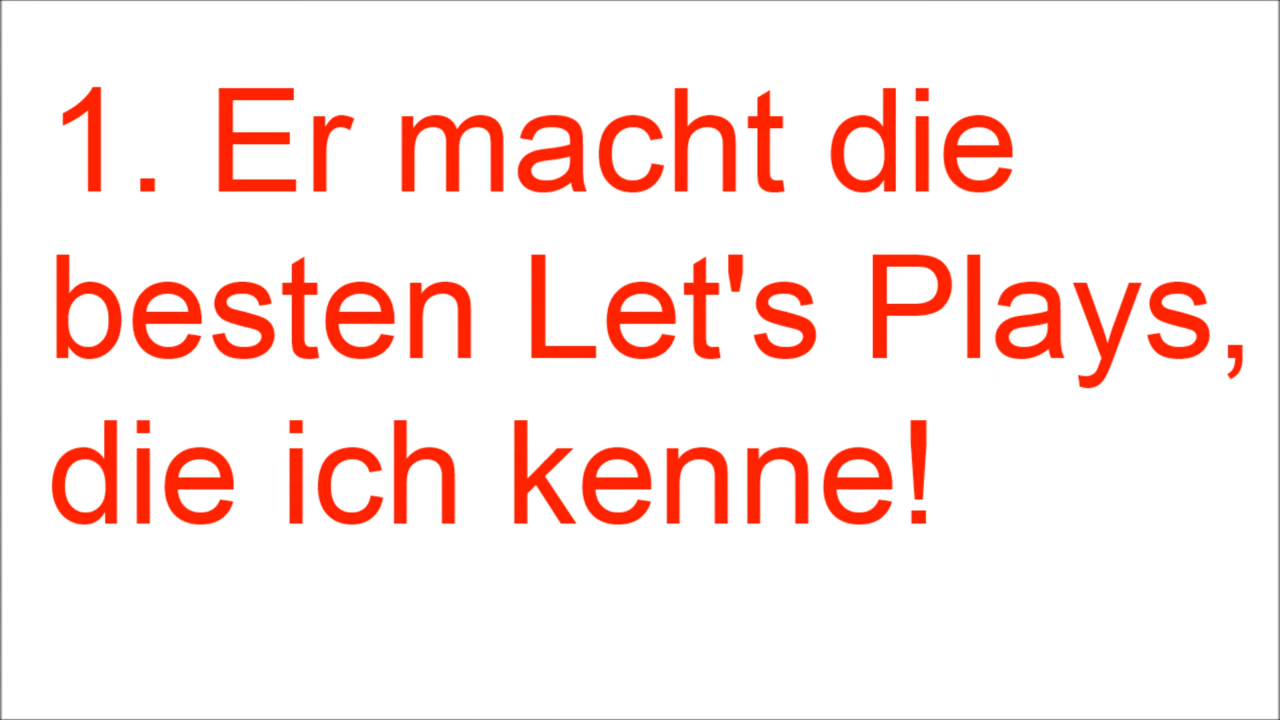 1. Er macht die
besten Let's Plays,
die ich kenne!